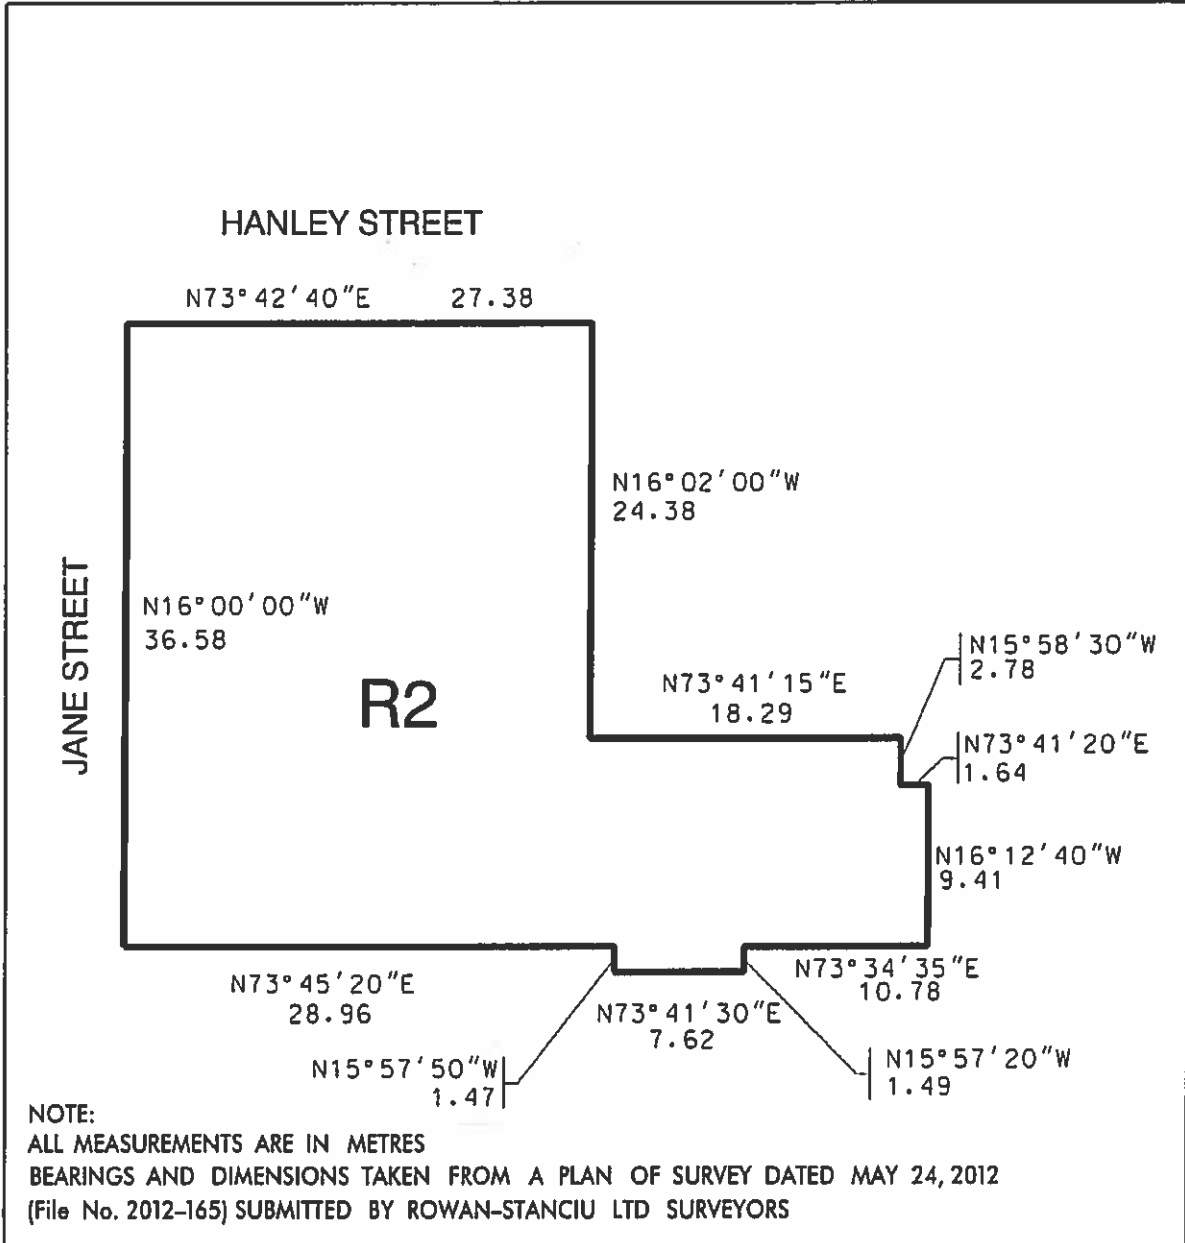 HANLEY STREET
N73°42'40"E 27.38
N16°02'00"W
24.38
JANE STREET
N16°00'00"W
36.58
R2
N73°41'15"E
18.29
N15°58'30"W
2.78
N73°41'20"E
1.64
N16°12'40"W
9.41
N73°45'20"E
28.96
N73°41'30"E
7.62
N73°34'35"E
10.78
N15°57'50"W
1.47
N15°57'20"W
1.49
NOTE:
ALL MEASUREMENTS ARE IN METRES
BEARINGS AND DIMENSIONS TAKEN FROM A PLAN OF SURVEY DATED MAY 24, 2012
(File No. 2012-165) SUBMITTED BY ROWAN-STANCIU LTD SURVEYORS